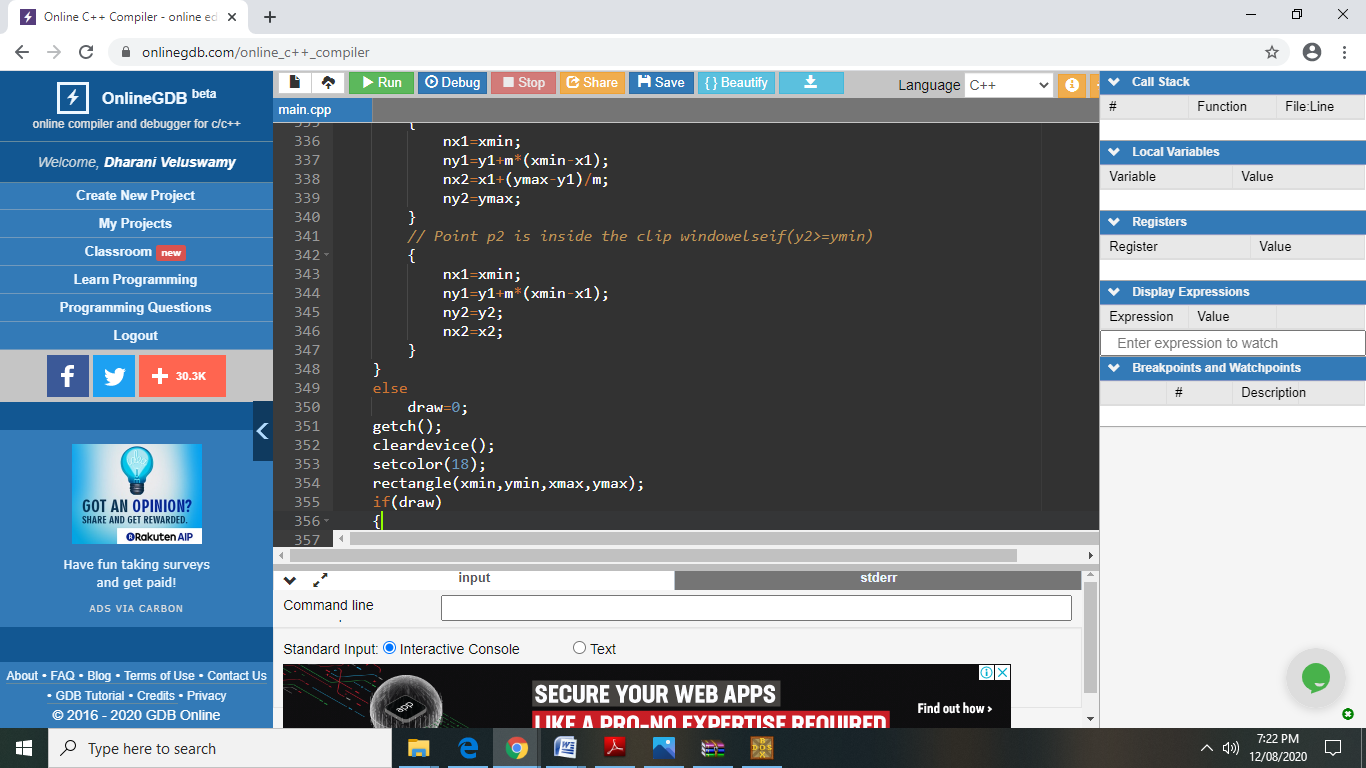 Online C++ Compiler - online ed
onlinegdb.com/online_c++_compiler
OnlineGDB beta
online compiler and debugger for c/c++
Welcome, Dharani Veluswamy
Create New Project
My Projects
Classroom new
Learn Programming
Programming Questions
Logout
f
30.3K
GOT AN OPINION?
SHARE AND GET REWARDED.
Rakuten AIP
Have fun taking surveys
and get paid!
ADS VIA CARBON
About • FAQ • Blog • Terms of Use • Contact Us
• GDB Tutorial • Credits • Privacy
© 2016 - 2020 GDB Online
Run Debug Stop Share Save { } Beautify
Language C++
main.cpp
335 {
336 nx1=xmin;
337 ny1=y1+m*(xmin-x1);
338 nx2=x1+(ymax-y1)/m;
339 ny2=ymax;
340 }
341 // Point p2 is inside the clip windowelseif(y2>=ymin)
342 {
343 nx1=xmin;
344 ny1=y1+m*(xmin-x1);
345 ny2=y2;
346 nx2=x2;
347 }
348 }
349 else
350 draw=0;
351 getch();
352 cleardevice();
353 setcolor(18);
354 rectangle(xmin,ymin,xmax,ymax);
355 if(draw)
356 {
357
input stderr
Command line
Standard Input: Interactive Console Text
app
SECURE YOUR WEB APPS
LIKE A PRO-NO EXPERTISE REQUIRED
Find out how >
Call Stack
# Function File:Line
Local Variables
Variable Value
Registers
Register Value
Display Expressions
Expression Value
Enter expression to watch
Breakpoints and Watchpoints
# Description
Type here to search
DOS
7:22 PM
12/08/2020